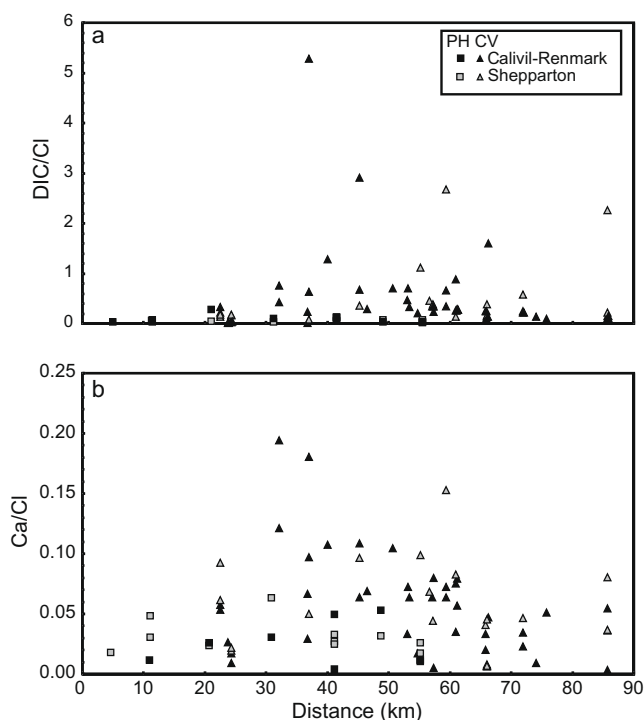 a
6
5
4
3
2
1
0
DIC/Cl
PH CV
Calivil-Renmark
Shepparton
b
0.25
0.20
0.15
0.10
0.05
0.00
Ca/Cl
0 10 20 30 40 50 60 70 80 90
Distance (km)